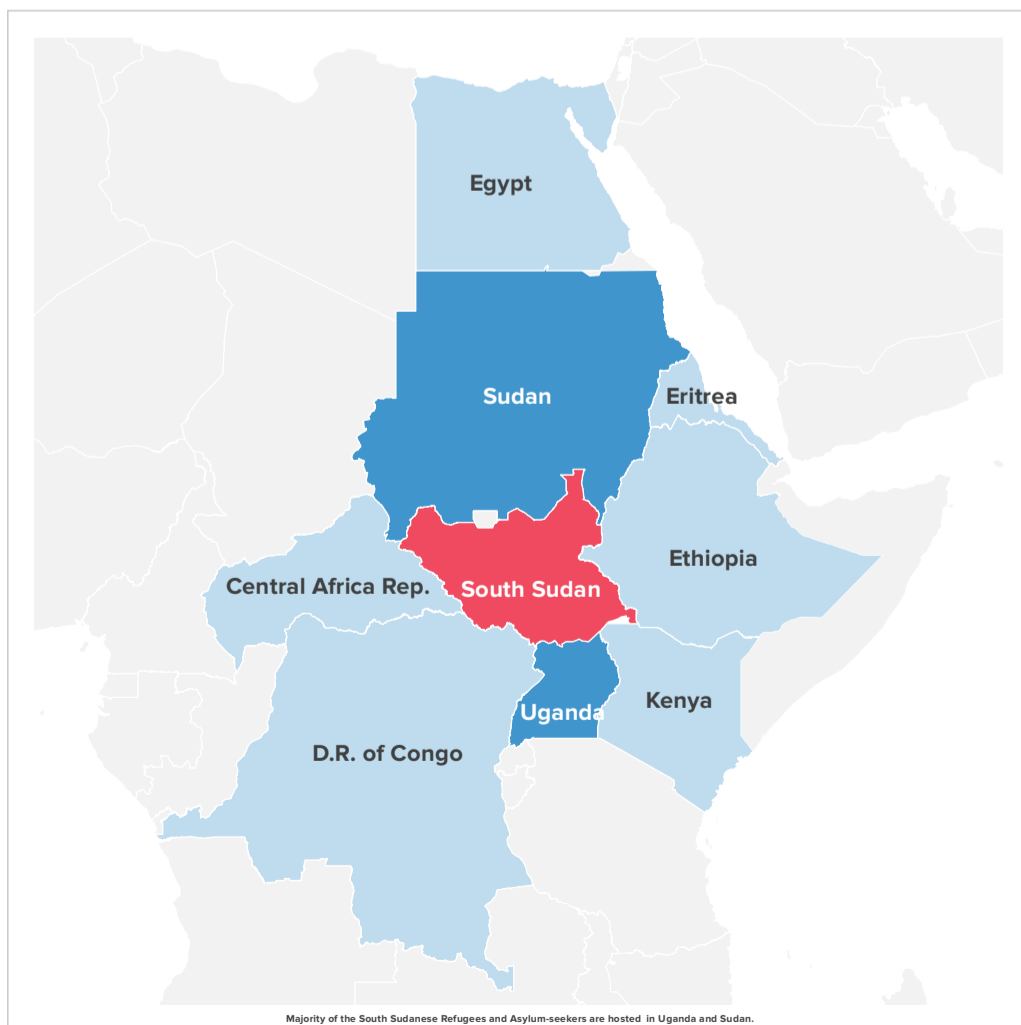 Egypt
Sudan
Eritrea
Ethiopia
Central Africa Rep.
South Sudan
Kenya
Uganda
D.R. of Congo
Majority of the South Sudanese Refugees and Asylum-seekers are hosted in Uganda and Sudan.